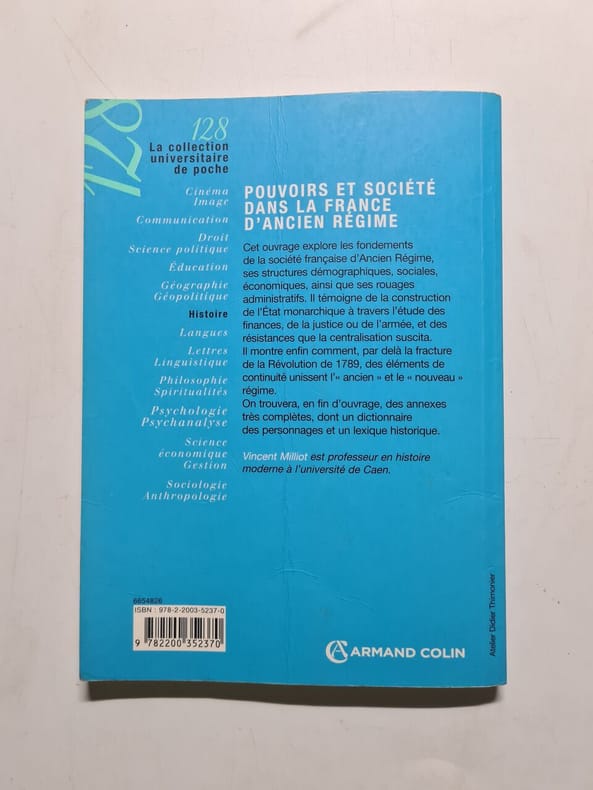 128
128
La collection
universitaire
de poche
Cinéma
Image
Communication
Droit
Science politique
Éducation
Géographie
Géopolitique
Histoire
Langues
Lettres
Linguistique
Philosophie
Spiritualités
Psychologie
Psychanalyse
Science
économique
Gestion
Sociologie
Anthropologie
POUVOIRS ET SOCIÉTÉ
DANS LA FRANCE
D'ANCIEN RÉGIME
Cet ouvrage explore les fondements
de la société française d'Ancien Régime,
ses structures démographiques, sociales,
économiques, ainsi que ses rouages
administratifs. Il témoigne de la construction
de l'État monarchique à travers l'étude des
finances, de la justice ou de l'armée, et des
résistances que la centralisation suscita.
Il montre enfin comment, par delà la fracture
de la Révolution de 1789, des éléments de
continuité unissent l'« ancien » et le « nouveau »
régime.
On trouvera, en fin d'ouvrage, des annexes
très complètes, dont un dictionnaire
des personnages et un lexique historique.
Vincent Milliot est professeur en histoire
moderne à l'université de Caen.
6654826
ISBN : 978-2-2003-5237-0
9 782200 352370
AC ARMAND COLIN
Atelier Didier Thimonier